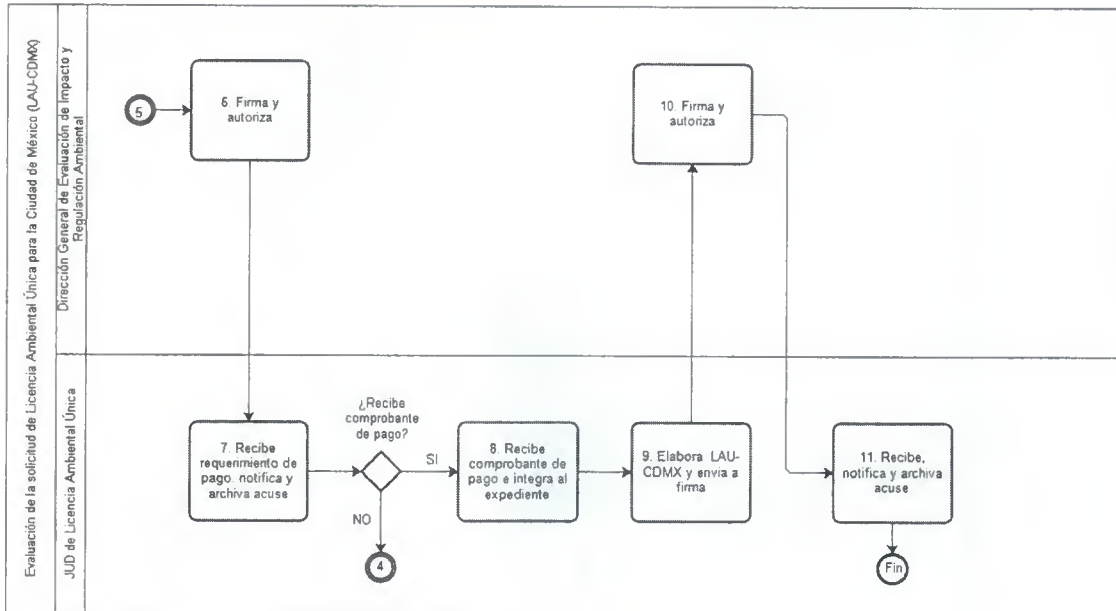 Evaluación de la solicitud de Licencia Ambiental Única para la Ciudad de México (LAU-CDMX)
Dirección General de Evaluación de Impacto y
Regulación Ambiental
5
6. Firma y
autoriza
10. Firma y
autoriza
JUD de Licencia Ambiental Única
7. Recibe
requerimiento de
pago. notifica y
archiva acuse
¿Recibe
comprobante
de pago?
SI
NO
4
8. Recibe
comprobante de
pago e integra al
expediente
9. Elabora LAU-
CDMX y envia a
firma
11. Recibe,
notifica y archiva
acuse
Fin